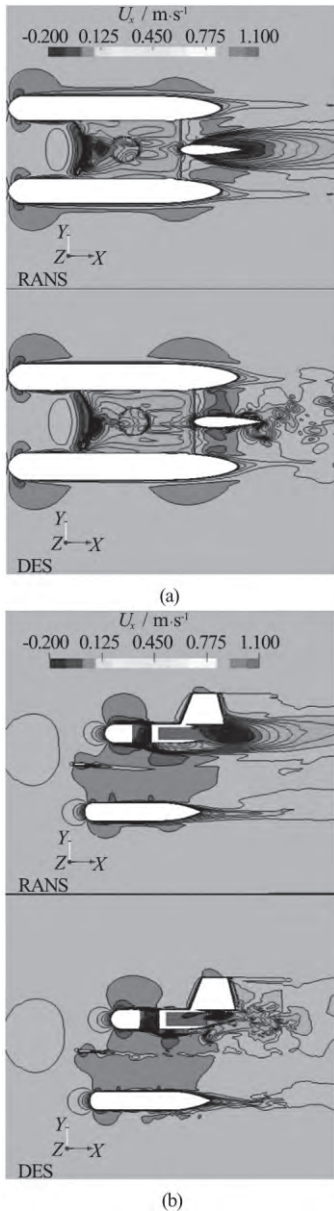 Uₓ / m·s⁻¹
-0.200 0.125 0.450 0.775 1.100
Y
Z X
RANS
Y
Z X
DES
(a)
Uₓ / m·s⁻¹
-0.200 0.125 0.450 0.775 1.100
Y
Z X
RANS
Y
Z X
DES
(b)